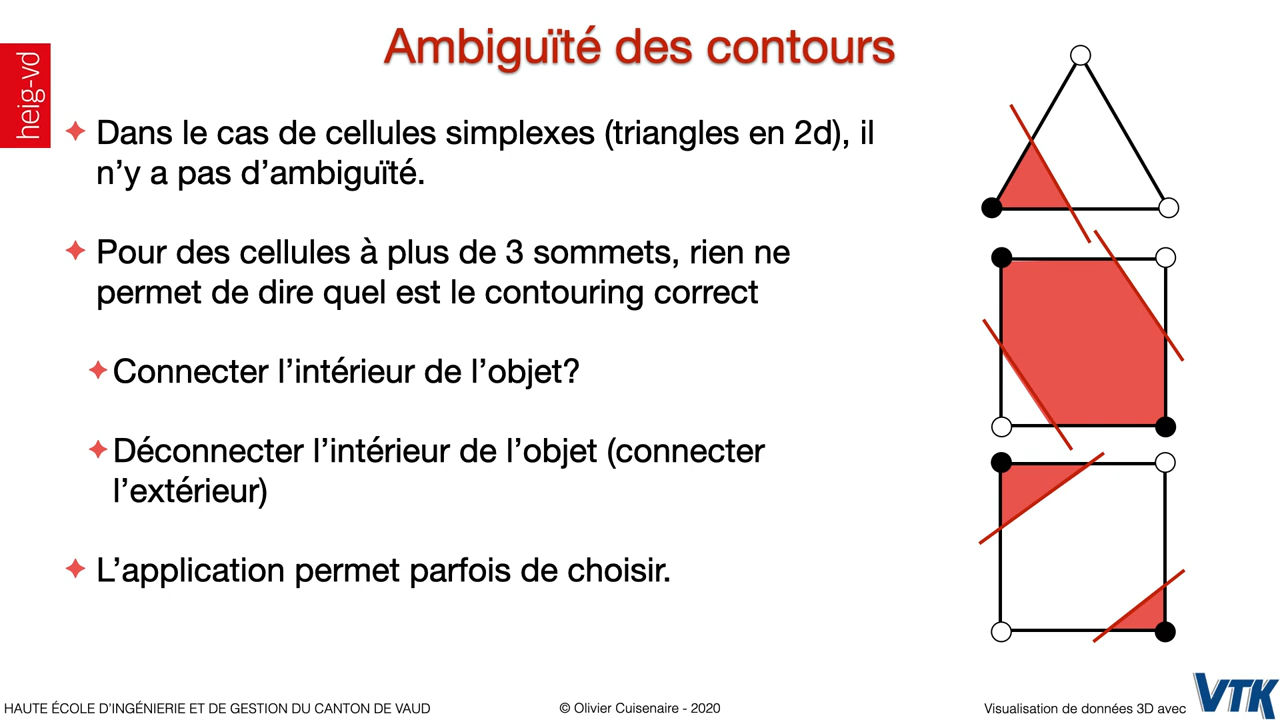 Ambiguïté des contours
heig-vd
Dans le cas de cellules simplexes (triangles en 2d), il
n’y a pas d’ambiguïté.
Pour des cellules à plus de 3 sommets, rien ne
permet de dire quel est le contouring correct
Connecter l’intérieur de l’objet?
Déconnecter l’intérieur de l’objet (connecter
l’extérieur)
L’application permet parfois de choisir.
HAUTE ÉCOLE D’INGÉNIERIE ET DE GESTION DU CANTON DE VAUD
© Olivier Cuisenaire - 2020
Visualisation de données 3D avec
VTK